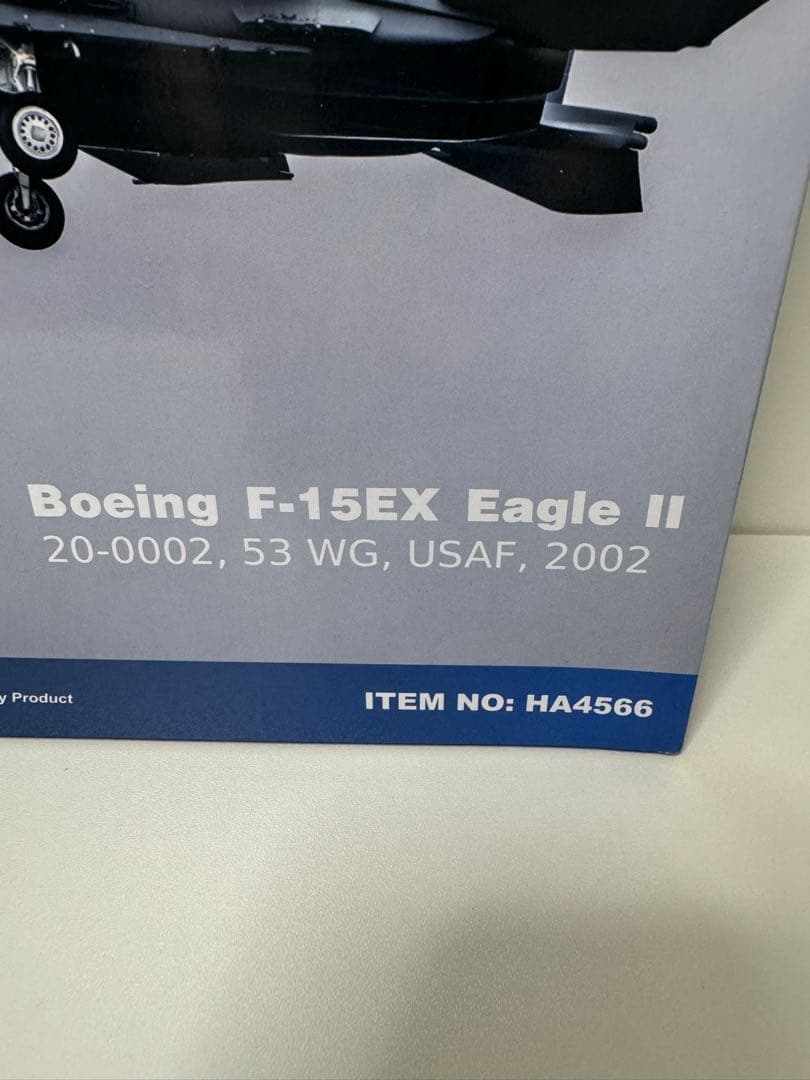 Boeing F-15EX Eagle II
20-0002, 53 WG, USAF, 2002
y Product
ITEM NO: HA4566